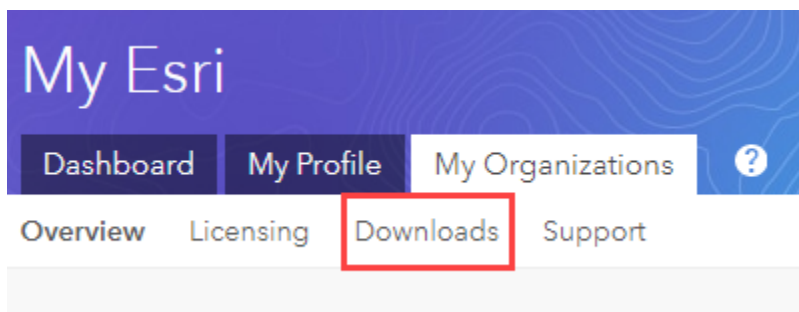 My Esri
Dashboard My Profile My Organizations ?
Overview Licensing Downloads Support